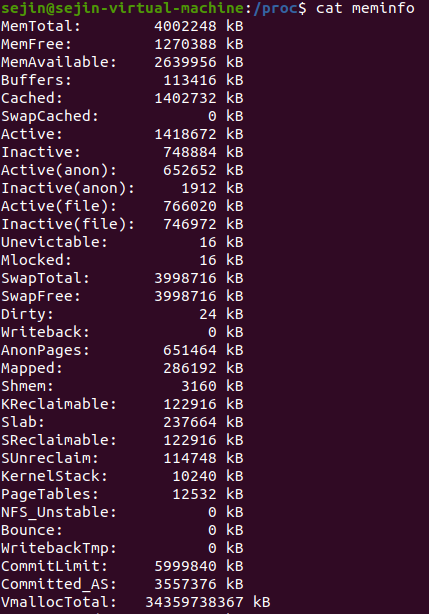 sejin@sejin-virtual-machine:/proc$ cat meminfo
MemTotal:        4002248 kB
MemFree:         1270388 kB
MemAvailable:    2639956 kB
Buffers:          113416 kB
Cached:          1402732 kB
SwapCached:            0 kB
Active:          1418672 kB
Inactive:         748884 kB
Active(anon):     652652 kB
Inactive(anon):     1912 kB
Active(file):     766020 kB
Inactive(file):   746972 kB
Unevictable:          16 kB
Mlocked:              16 kB
SwapTotal:       3998716 kB
SwapFree:        3998716 kB
Dirty:                24 kB
Writeback:             0 kB
AnonPages:        651464 kB
Mapped:           286192 kB
Shmem:              3160 kB
KReclaimable:     122916 kB
Slab:             237664 kB
SReclaimable:     122916 kB
SUnreclaim:       114748 kB
KernelStack:       10240 kB
PageTables:        12532 kB
NFS_Unstable:          0 kB
Bounce:                0 kB
WritebackTmp:          0 kB
CommitLimit:     5999840 kB
Committed_AS:    3557376 kB
VmallocTotal:   34359738367 kB